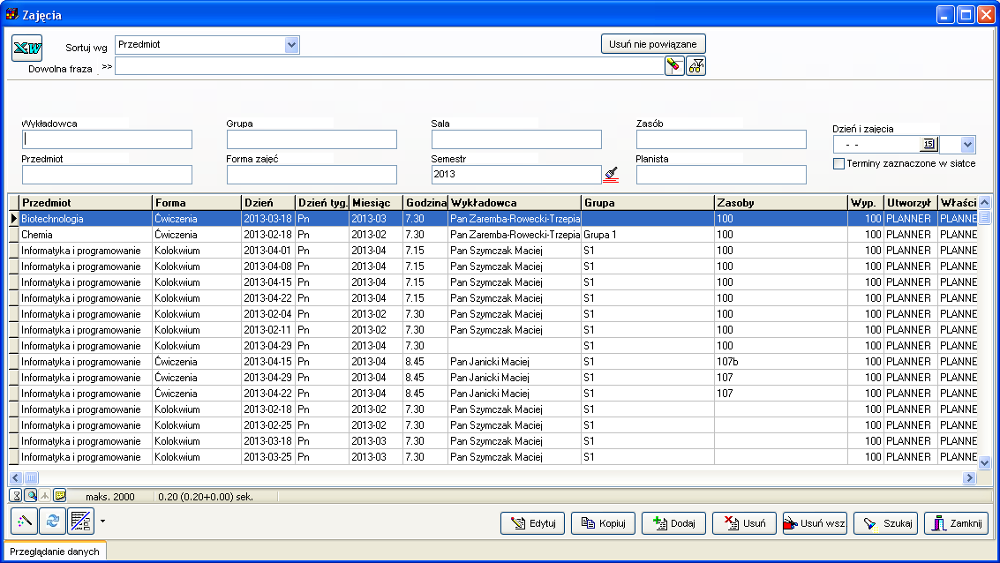 Zajęcia
XW Sortuj wg Przedmiot Usuń nie powiązane
Dowolna fraza >>
Wykładowca Grupa Sala Zasób Dzień i zajęcia
- - 15
Przedmiot Forma zajęć Semestr Planista Terminy zaznaczone w siatce
2013
Przedmiot Forma Dzień Dzień tyg. Miesiąc Godzina Wykładowca Grupa Zasoby Wyp. Utworzył Właści
Biotechnologia Ćwiczenia 2013-03-18 Pn 2013-03 7.30 Pan Zaremba-Rowecki-Trzepia 100 100 PLANNER PLANNE
Chemia Ćwiczenia 2013-02-18 Pn 2013-02 7.30 Pan Zaremba-Rowecki-Trzepia Grupa 1 100 100 PLANNER PLANNE
Informatyka i programowanie Kolokwium 2013-04-01 Pn 2013-04 7.15 Pan Szymczak Maciej S1 100 100 PLANNER PLANNE
Informatyka i programowanie Kolokwium 2013-04-08 Pn 2013-04 7.15 Pan Szymczak Maciej S1 100 100 PLANNER PLANNE
Informatyka i programowanie Kolokwium 2013-04-15 Pn 2013-04 7.15 Pan Szymczak Maciej S1 100 100 PLANNER PLANNE
Informatyka i programowanie Kolokwium 2013-04-22 Pn 2013-04 7.15 Pan Szymczak Maciej S1 100 100 PLANNER PLANNE
Informatyka i programowanie Kolokwium 2013-02-04 Pn 2013-02 7.30 Pan Szymczak Maciej S1 100 100 PLANNER PLANNE
Informatyka i programowanie Kolokwium 2013-02-11 Pn 2013-02 7.30 Pan Szymczak Maciej S1 100 100 PLANNER PLANNE
Informatyka i programowanie Kolokwium 2013-04-29 Pn 2013-04 7.30 S1 100 100 PLANNER PLANNE
Informatyka i programowanie Ćwiczenia 2013-04-15 Pn 2013-04 8.45 Pan Janicki Maciej S1 107b 100 PLANNER PLANNE
Informatyka i programowanie Ćwiczenia 2013-04-29 Pn 2013-04 8.45 Pan Janicki Maciej S1 107 100 PLANNER PLANNE
Informatyka i programowanie Ćwiczenia 2013-04-22 Pn 2013-04 8.45 Pan Janicki Maciej S1 107 100 PLANNER PLANNE
Informatyka i programowanie Kolokwium 2013-02-18 Pn 2013-02 7.30 Pan Szymczak Maciej S1 100 PLANNER PLANNE
Informatyka i programowanie Kolokwium 2013-02-25 Pn 2013-02 7.30 Pan Szymczak Maciej S1 100 PLANNER PLANNE
Informatyka i programowanie Kolokwium 2013-03-18 Pn 2013-03 7.30 Pan Szymczak Maciej S1 100 PLANNER PLANNE
Informatyka i programowanie Kolokwium 2013-03-25 Pn 2013-03 7.30 Pan Szymczak Maciej S1 100 PLANNER PLANNE
maks. 2000 0.20 (0.20+0.00) sek.
Edytuj Kopiuj Dodaj Usuń Usuń wsz Szukaj Zamknij
Przeglądanie danych